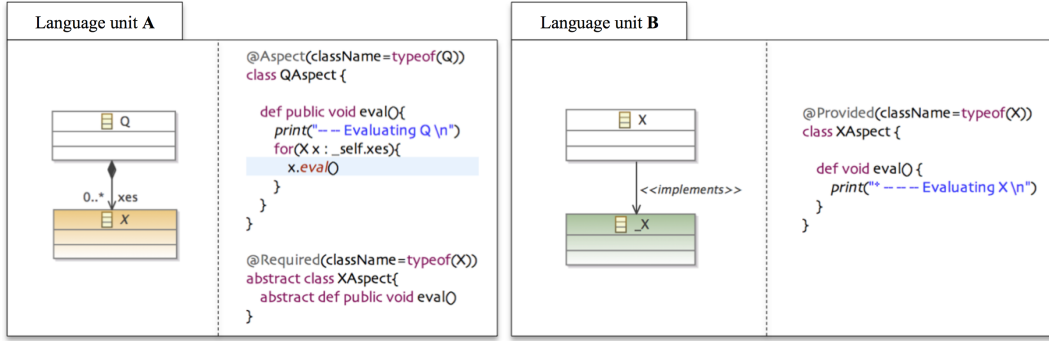 Language unit A
Q
0..*
xes
X
@Aspect(className=typeof(Q))
class QAspect {
def public void eval(){
print("-- -- Evaluating Q \n")
for(X x : _self.xes){
x.eval()
}
}
}
@Required(className=typeof(X))
abstract class XAspect{
abstract def public void eval()
}
Language unit B
X
<<implements>>
_X
@Provided(className=typeof(X))
class XAspect {
def void eval() {
print("* -- -- -- Evaluating X \n")
}
}